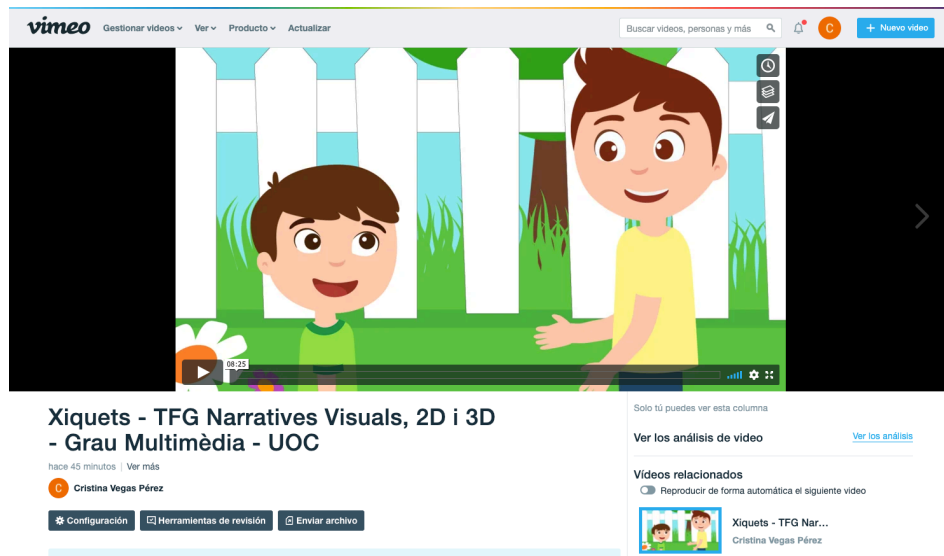 vimeo Gestionar videos Ver Producto Actualizar Buscar videos, personas y más C + Nuevo video
08:25
Xiquets - TFG Narratives Visuals, 2D i 3D
- Grau Multimèdia - UOC
hace 45 minutos | Ver más
C Cristina Vegas Pérez
Configuración Herramientas de revisión Enviar archivo
Solo tú puedes ver esta columna
Ver los análisis de video Ver los análisis
Vídeos relacionados
Reproducir de forma automática el siguiente video
Xiquets - TFG Nar...
Cristina Vegas Pérez